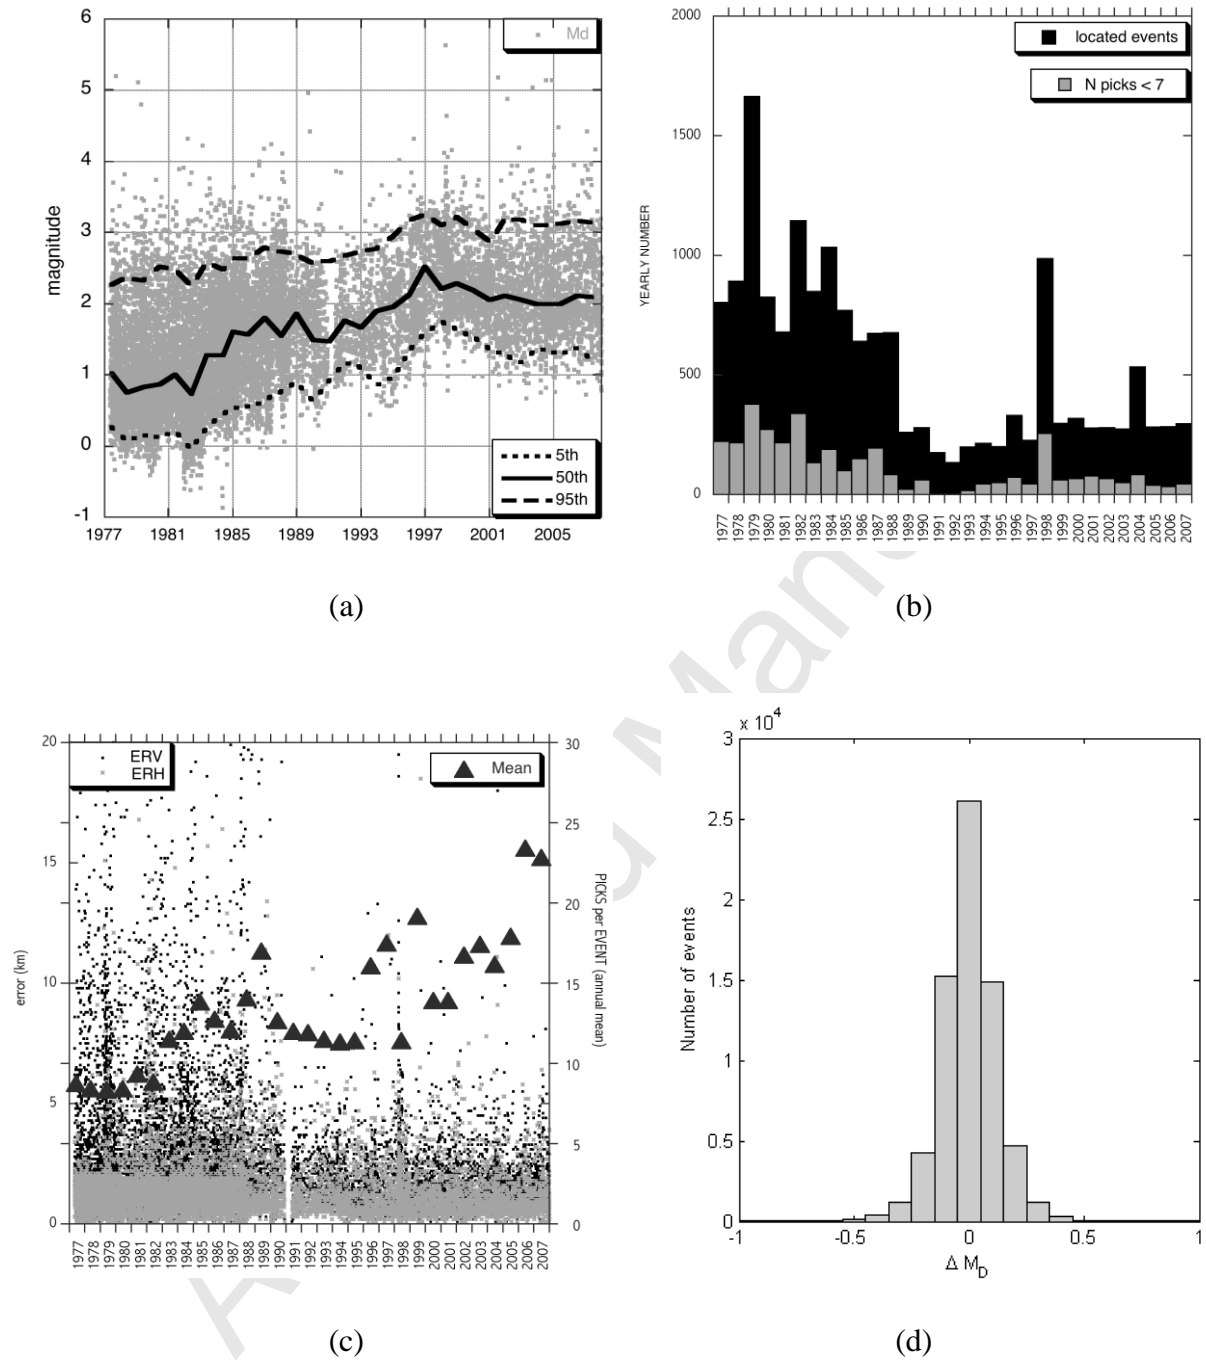 6
5
4
3
2
1
0
-1
magnitude
1977 1981 1985 1989 1993 1997 2001 2005
Md
5th
50th
95th
(a)
2000
1500
1000
500
0
YEARLY NUMBER
located events
N picks < 7
1977 1978 1979 1980 1981 1982 1983 1984 1985 1986 1987 1988 1989 1990 1991 1992 1993 1994 1995 1996 1997 1998 1999 2000 2001 2002 2003 2004 2005 2006 2007
(b)
20
15
10
5
0
error (km)
ERV
ERH
Mean
30
25
20
15
10
5
0
PICKS per EVENT (annual mean)
1977 1978 1979 1980 1981 1982 1983 1984 1985 1986 1987 1988 1989 1990 1991 1992 1993 1994 1995 1996 1997 1998 1999 2000 2002 2003 2004 2005 2006 2007
(c)
x 10^4
3
2.5
2
1.5
1
0.5
0
Number of events
-1 -0.5 0 0.5 1
Δ M_D
(d)